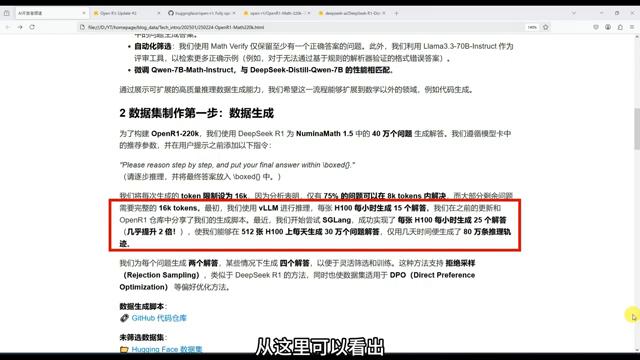 AI开发者频道
Open-R1-Update #2
huggingface/open-r1: Fully op
open-r1/OpenR1-Math-220k
deepseek-ai/DeepSeek-R1-Dis
140%
中的问题生成答案。
• 自动化筛选：我们使用 Math Verify 仅保留至少有一个正确答案的问题。此外，我们利用 Llama3.3-70B-Instruct 作为
评审工具，以检索更多正确示例（例如，对于无法通过基于规则的解析器验证的格式错误答案）。
• 微调 Qwen-7B-Math-Instruct，与 DeepSeek-Distill-Qwen-7B 的性能相匹配。
通过展示可扩展的高质量推理数据生成能力，我们希望这一流程能够扩展到数学以外的领域，例如代码生成。
2 数据集制作第一步：数据生成
为了构建 OpenR1-220k，我们使用 DeepSeek R1 为 NuminaMath 1.5 中的 40 万个问题 生成解答。我们遵循模型卡中
的推荐参数，并在用户提示之前添加以下指令：
"Please reason step by step, and put your final answer within \boxed{}."
（请逐步推理，并将最终答案放入 \boxed{} 中。）
我们将每次生成的 token 限制设为 16k，因为分析表明，仅有 75% 的问题可以在 8k tokens 内解决，而大部分剩余问题
需要完整的 16k tokens。最初，我们使用 vLLM 进行推理，每张 H100 每小时生成 15 个解答。我们在之前的更新和
OpenR1 仓库中分享了我们的生成脚本。最近，我们开始尝试 SGLang，成功实现了 每张 H100 每小时生成 25 个解答
（几乎提升 2 倍！），使我们能够在 512 张 H100 上每天生成 30 万个问题解答，仅用几天时间便生成了 80 万条推理轨
迹。
我们为每个问题生成 两个解答，某些情况下生成 四个解答，以便于灵活筛选和训练。这种方法支持 拒绝采样
（Rejection Sampling），类似于 DeepSeek R1 的方法，同时也使数据集适用于 DPO（Direct Preference
Optimization）等偏好优化方法。
数据生成脚本：
GitHub 代码仓库
未筛选数据集：
Hugging Face 数据集
从这里可以看出